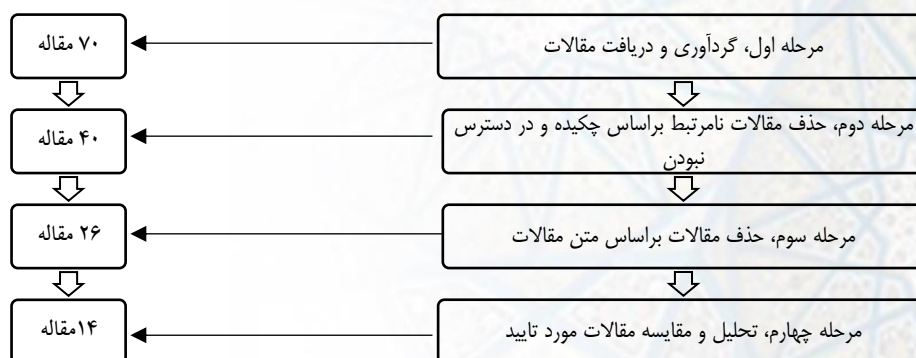 مرحله اول، گردآوری و دریافت مقالات
۷۰ مقاله
مرحله دوم، حذف مقالات نامرتبط براساس چکیده و در دسترس
نبودن
۴۰ مقاله
مرحله سوم، حذف مقالات براساس متن مقالات
۲۶ مقاله
مرحله چهارم، تحلیل و مقایسه مقالات مورد تایید
۱۴مقاله